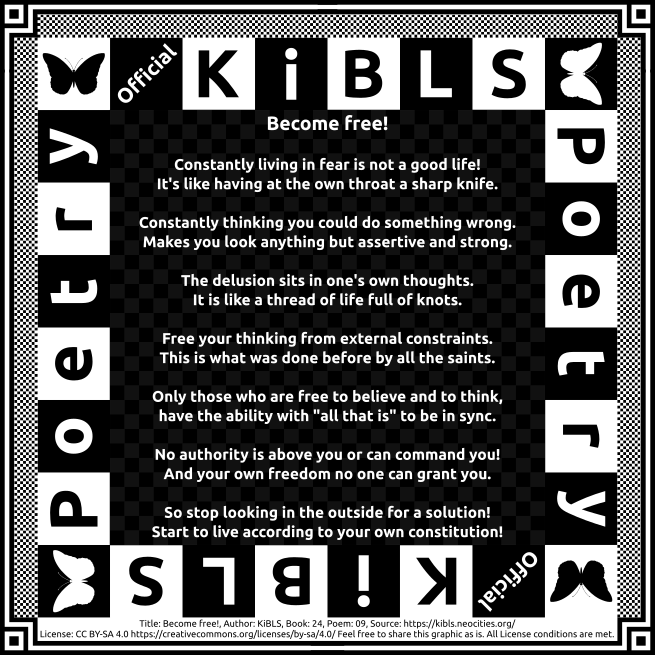 Official KiBLS
Poetry
Poetry
Become free!
Constantly living in fear is not a good life!
It's like having at the own throat a sharp knife.
Constantly thinking you could do something wrong.
Makes you look anything but assertive and strong.
The delusion sits in one's own thoughts.
It is like a thread of life full of knots.
Free your thinking from external constraints.
This is what was done before by all the saints.
Only those who are free to believe and to think,
have the ability with "all that is" to be in sync.
No authority is above you or can command you!
And your own freedom no one can grant you.
So stop looking in the outside for a solution!
Start to live according to your own constitution!
Official KiBLS
Title: Become free!, Author: KiBLS, Book: 24, Poem: 09, Source: https://kibls.neocities.org/
License: CC BY-SA 4.0 https://creativecommons.org/licenses/by-sa/4.0/ Feel free to share this graphic as is. All License conditions are met.